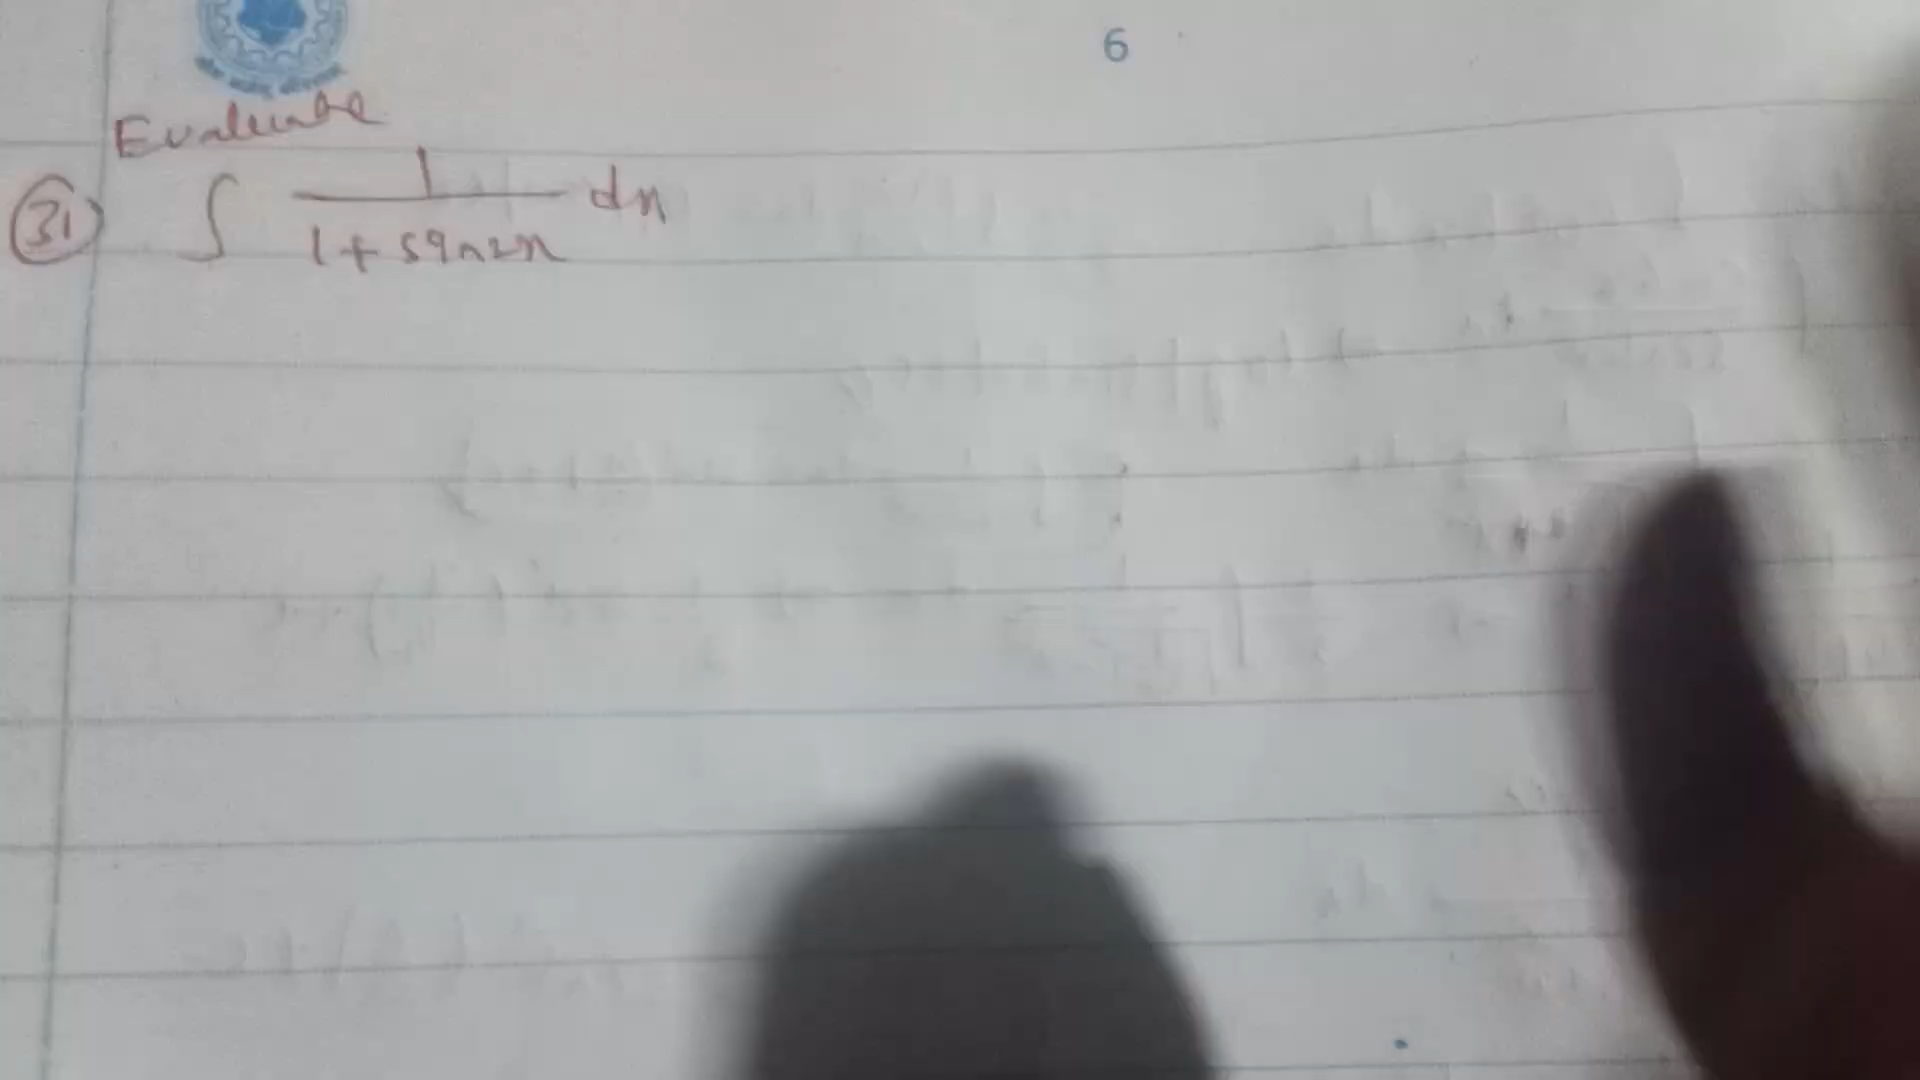 6
Evaluate
31 ∫ 1/(1+sin2x) dx